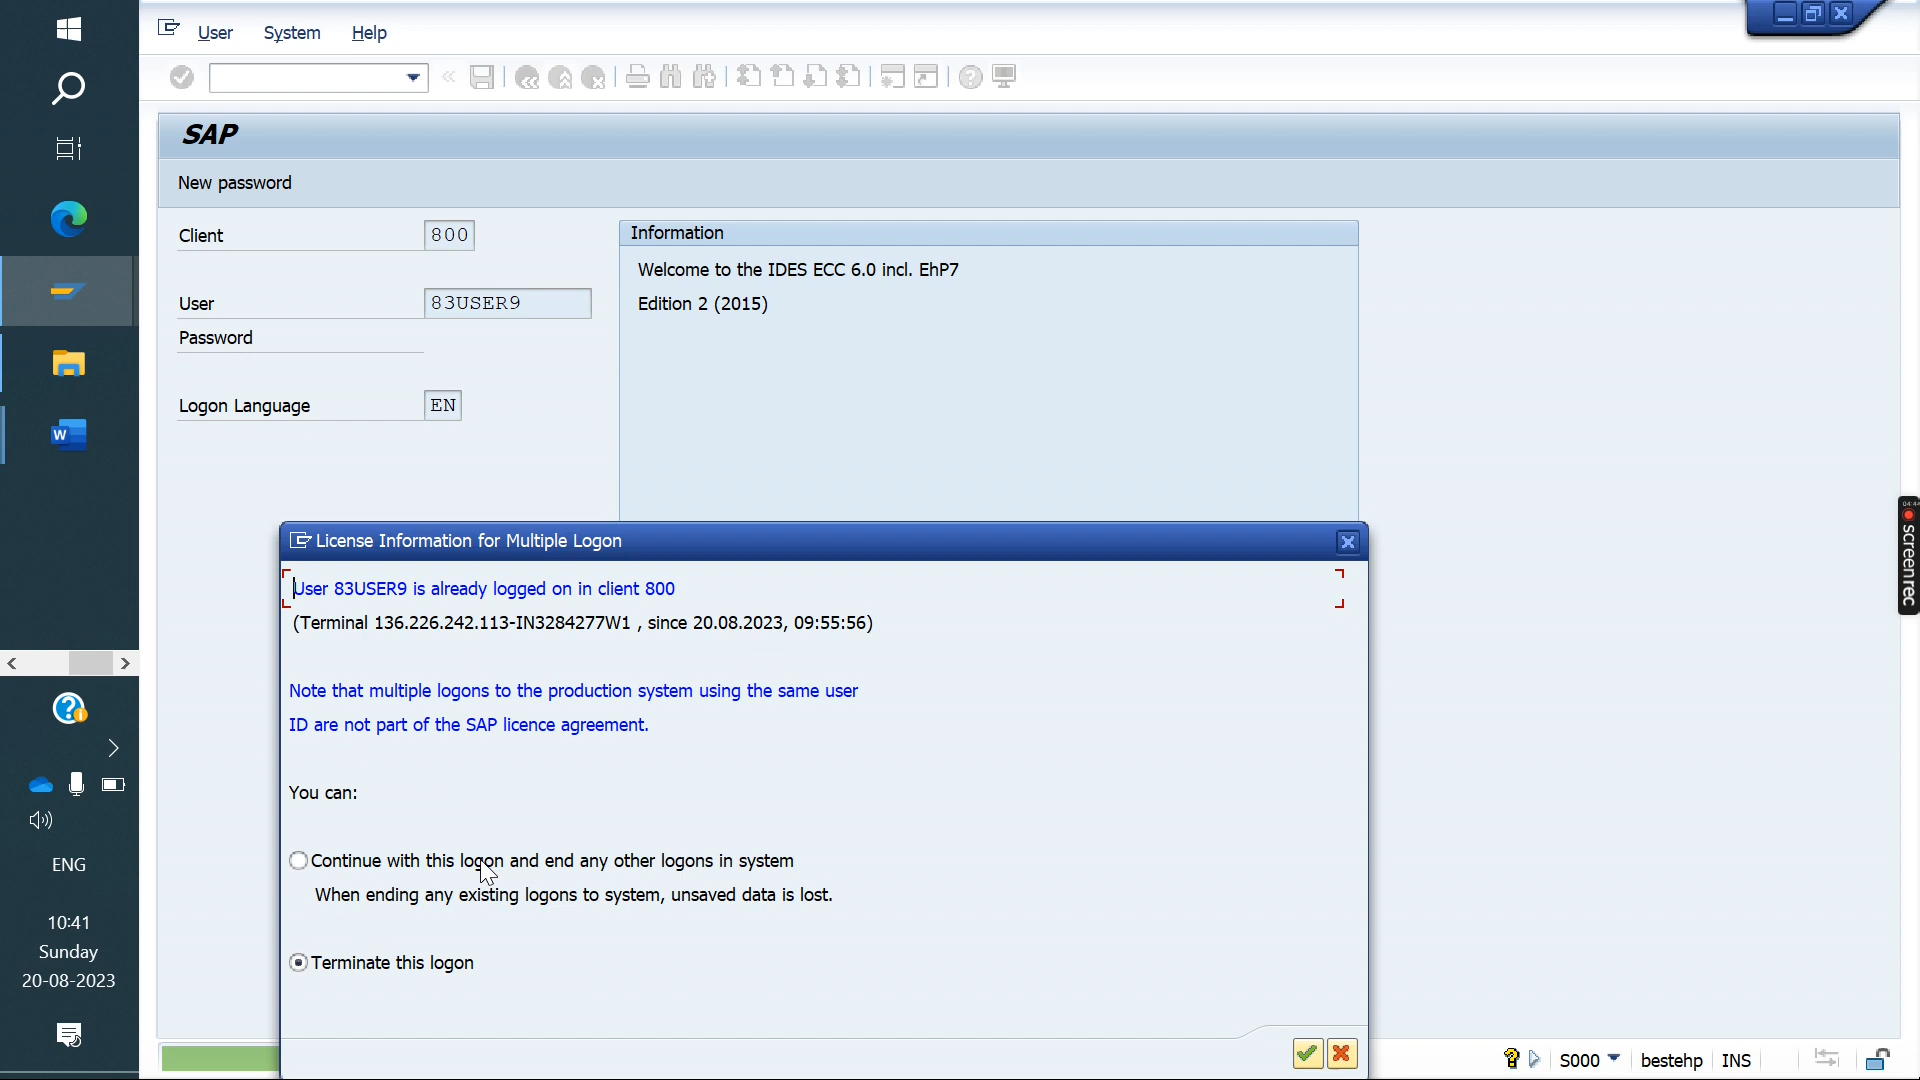 User System Help
SAP
New password
Client 800
User 83USER9
Password
Logon Language EN
Information
Welcome to the IDES ECC 6.0 incl. EhP7
Edition 2 (2015)
License Information for Multiple Logon
User 83USER9 is already logged on in client 800
(Terminal 136.226.242.113-IN3284277W1 , since 20.08.2023, 09:55:56)
Note that multiple logons to the production system using the same user
ID are not part of the SAP licence agreement.
You can:
Continue with this logon and end any other logons in system
When ending any existing logons to system, unsaved data is lost.
Terminate this logon
S000 bestehp INS
W
ENG
10:41
Sunday
20-08-2023
screenrec